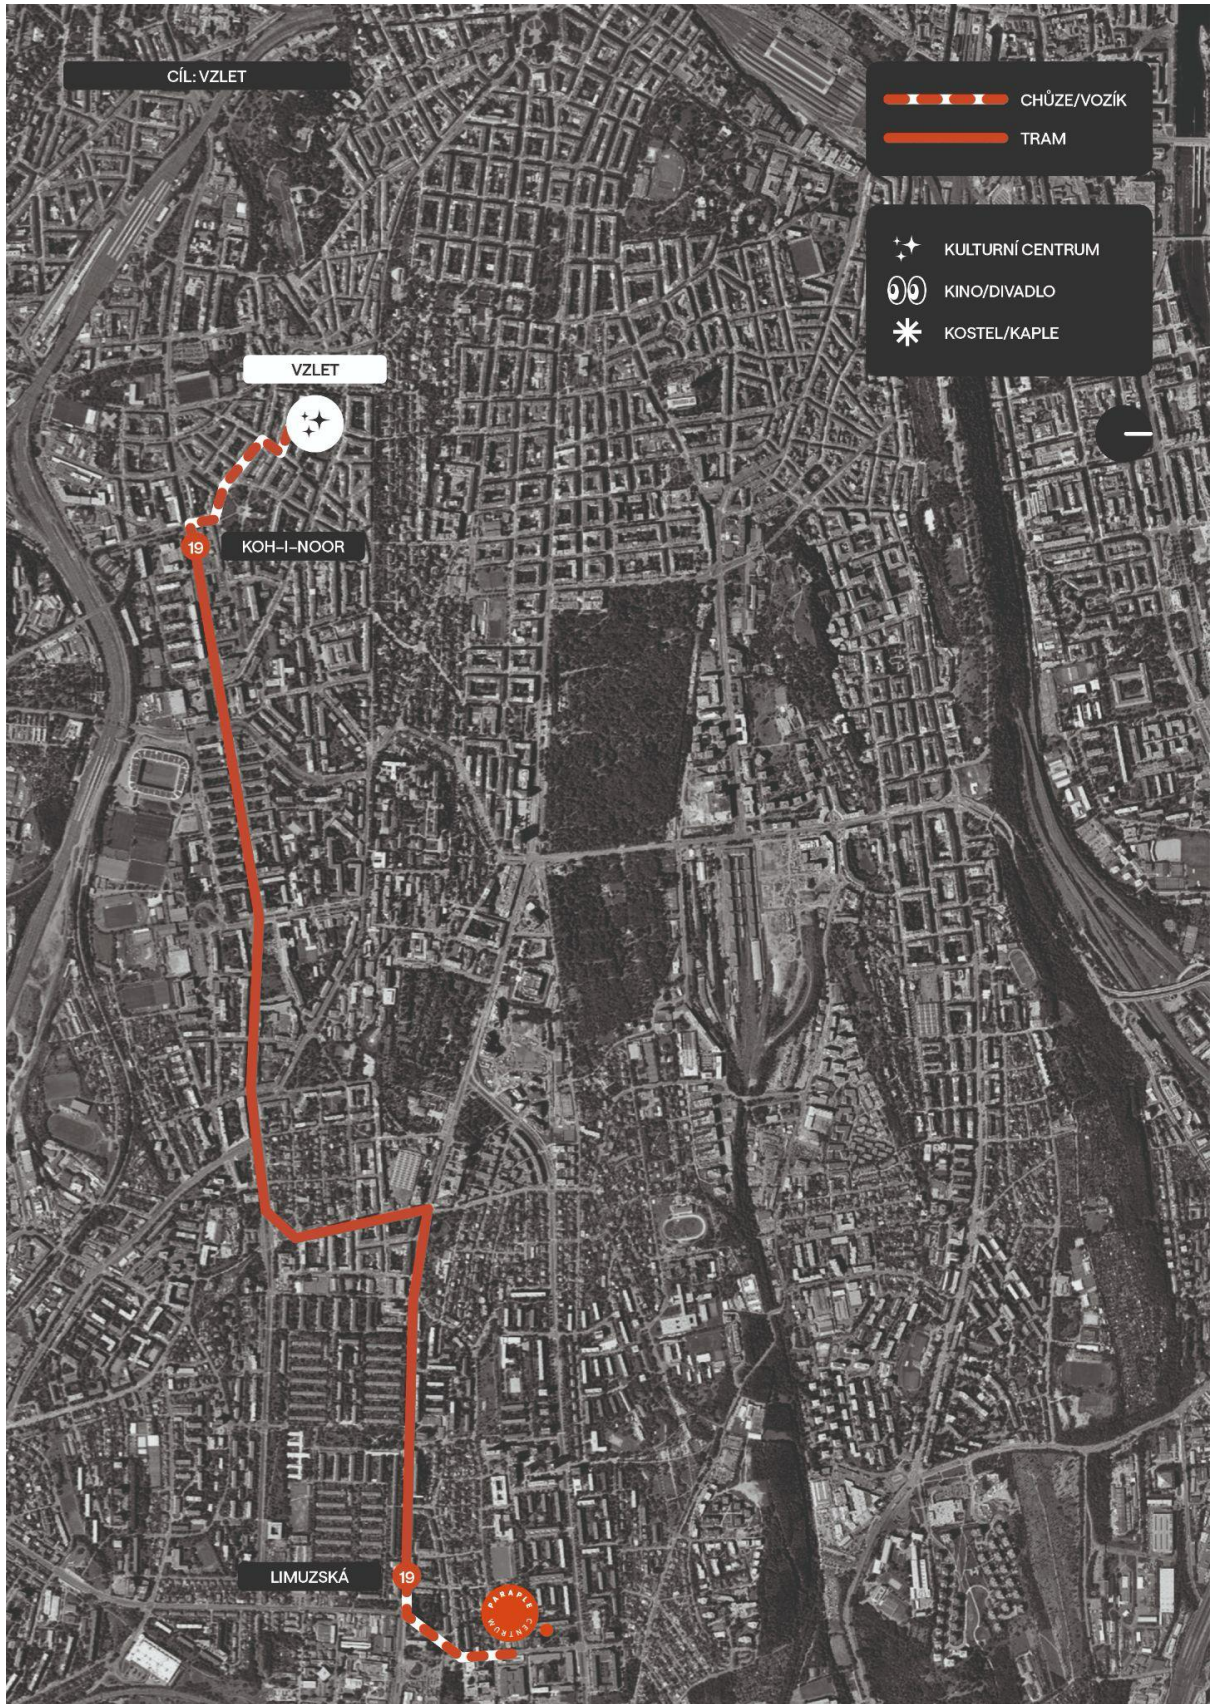 CÍL: VZLET
CHŮZE/VOZÍK
TRAM
KULTURNÍ CENTRUM
KINO/DIVADLO
KOSTEL/KAPLE
VZLET
19
KOH-I-NOOR
LIMUZSKÁ
19
PARAPLE
CENTRUM